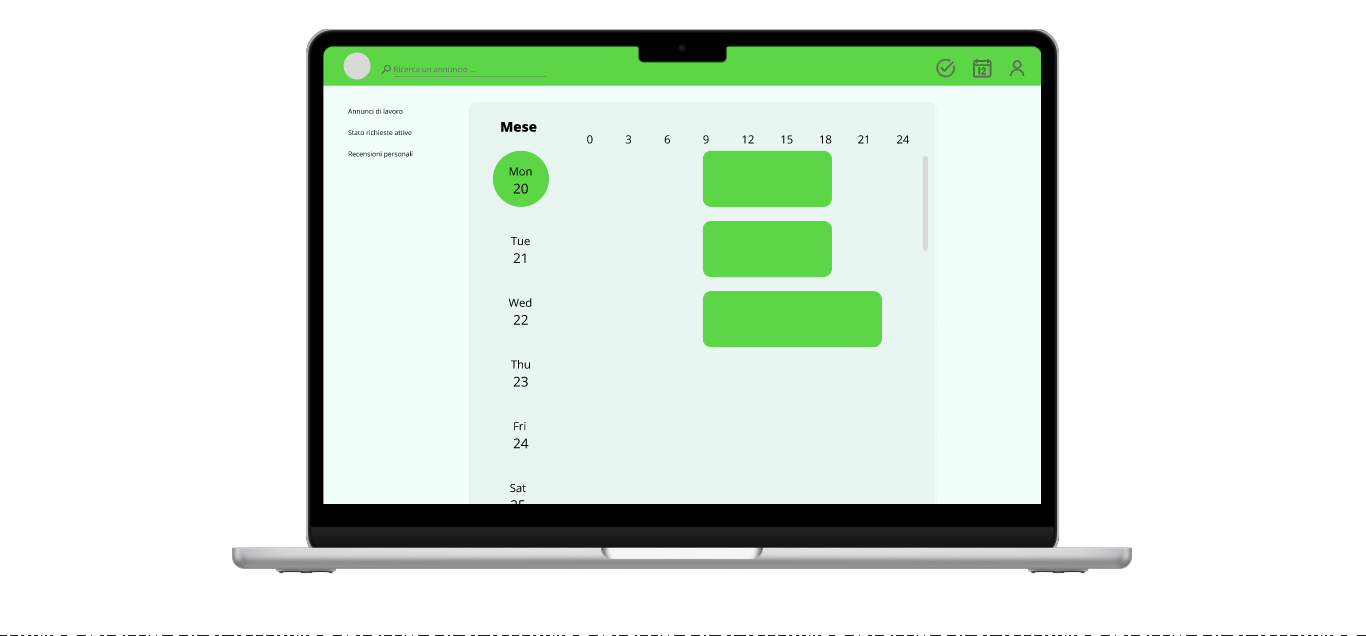 Ricerca un annuncio ...
12
Annunci di lavoro
Stato richieste attive
Recensioni personali
Mese
0 3 6 9 12 15 18 21 24
Mon
20
Tue
21
Wed
22
Thu
23
Fri
24
Sat
25